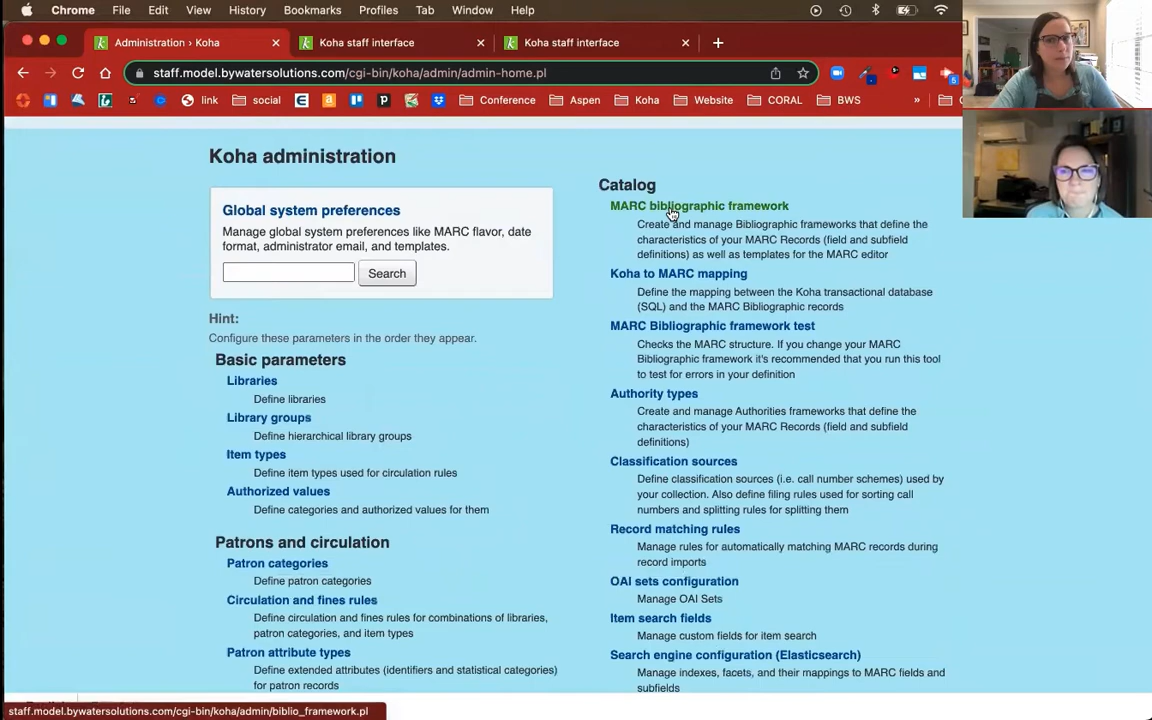 Chrome File Edit View History Bookmarks Profiles Tab Window Help
Administration › Koha
Koha staff interface
Koha staff interface
staff.model.bywatersolutions.com/cgi-bin/koha/admin/admin-home.pl
link social Conference Aspen Koha Website CORAL BWS »
Koha administration
Global system preferences
Manage global system preferences like MARC flavor, date
format, administrator email, and templates.
Search
Hint:
Configure these parameters in the order they appear.
Basic parameters
Libraries
Define libraries
Library groups
Define hierarchical library groups
Item types
Define item types used for circulation rules
Authorized values
Define categories and authorized values for them
Patrons and circulation
Patron categories
Define patron categories
Circulation and fines rules
Define circulation and fines rules for combinations of libraries,
patron categories, and item types
Patron attribute types
Define extended attributes (identifiers and statistical categories)
for patron records
Catalog
MARC bibliographic framework
Create and manage Bibliographic frameworks that define the
characteristics of your MARC Records (field and subfield
definitions) as well as templates for the MARC editor
Koha to MARC mapping
Define the mapping between the Koha transactional database
(SQL) and the MARC Bibliographic records
MARC Bibliographic framework test
Checks the MARC structure. If you change your MARC
Bibliographic framework it's recommended that you run this tool
to test for errors in your definition
Authority types
Create and manage Authorities frameworks that define the
characteristics of your MARC Records (field and subfield
definitions)
Classification sources
Define classification sources (i.e. call number schemes) used by
your collection. Also define filing rules used for sorting call
numbers and splitting rules for splitting them
Record matching rules
Manage rules for automatically matching MARC records during
record imports
OAI sets configuration
Manage OAI Sets
Item search fields
Manage custom fields for item search
Search engine configuration (Elasticsearch)
Manage indexes, facets, and their mappings to MARC fields and
subfields
staff.model.bywatersolutions.com/cgi-bin/koha/admin/biblio_framework.pl